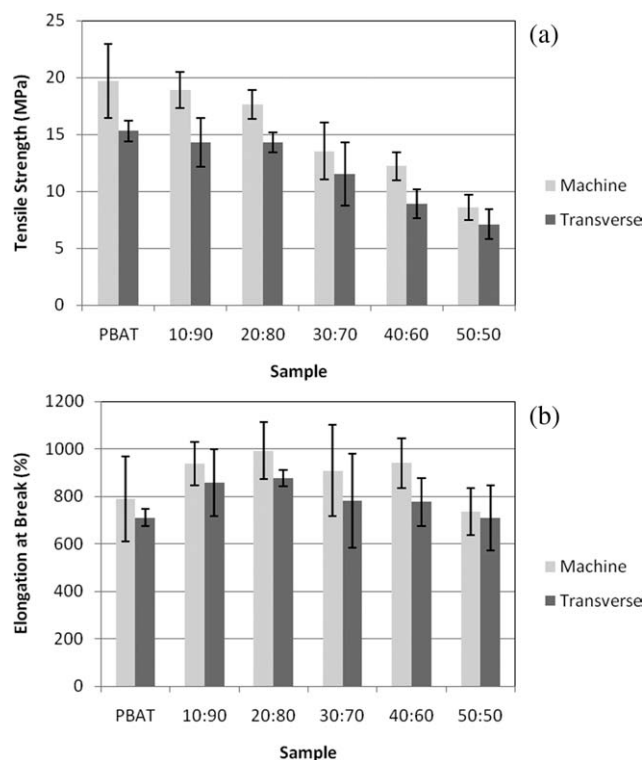 (a)
Tensile Strength (MPa)
25
20
15
10
5
0
PBAT 10:90 20:80 30:70 40:60 50:50
Sample
Machine
Transverse
(b)
Elongation at Break (%)
1200
1000
800
600
400
200
0
PBAT 10:90 20:80 30:70 40:60 50:50
Sample
Machine
Transverse